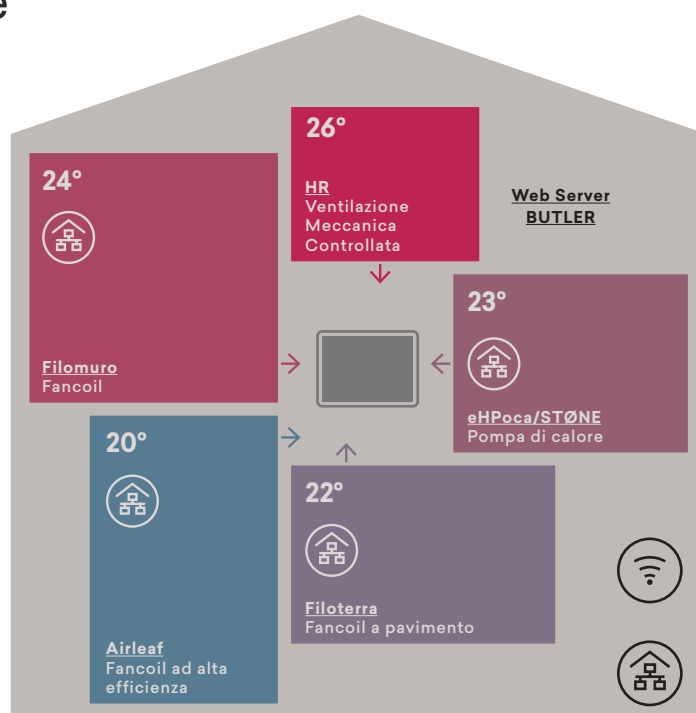 e
24°
Filomuro
Fancoil
26°
HR
Ventilazione
Meccanica
Controllata
Web Server
BUTLER
23°
eHPoca/STØNE
Pompa di calore
20°
Airleaf
Fancoil ad alta
efficienza
22°
Filoterra
Fancoil a pavimento